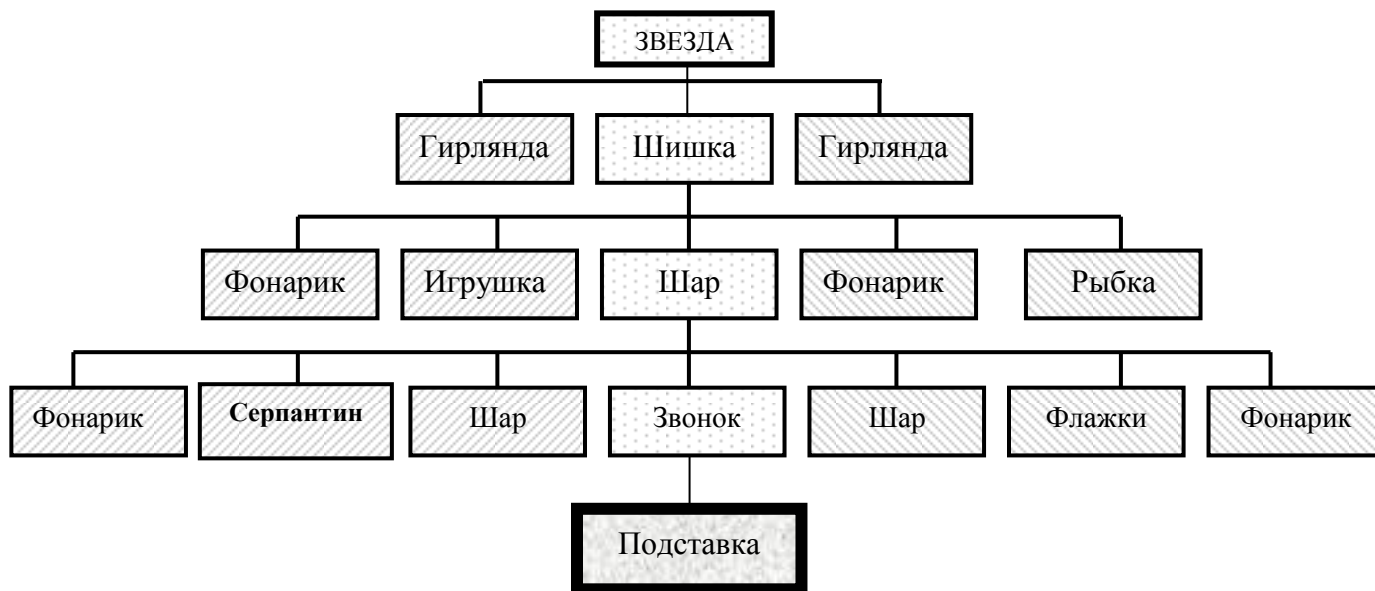 ЗВЕЗДА
Гирлянда Шишка Гирлянда
Фонарик Игрушка Шар Фонарик Рыбка
Фонарик Серпантин Шар Звонок Шар Флажки Фонарик
Подставка